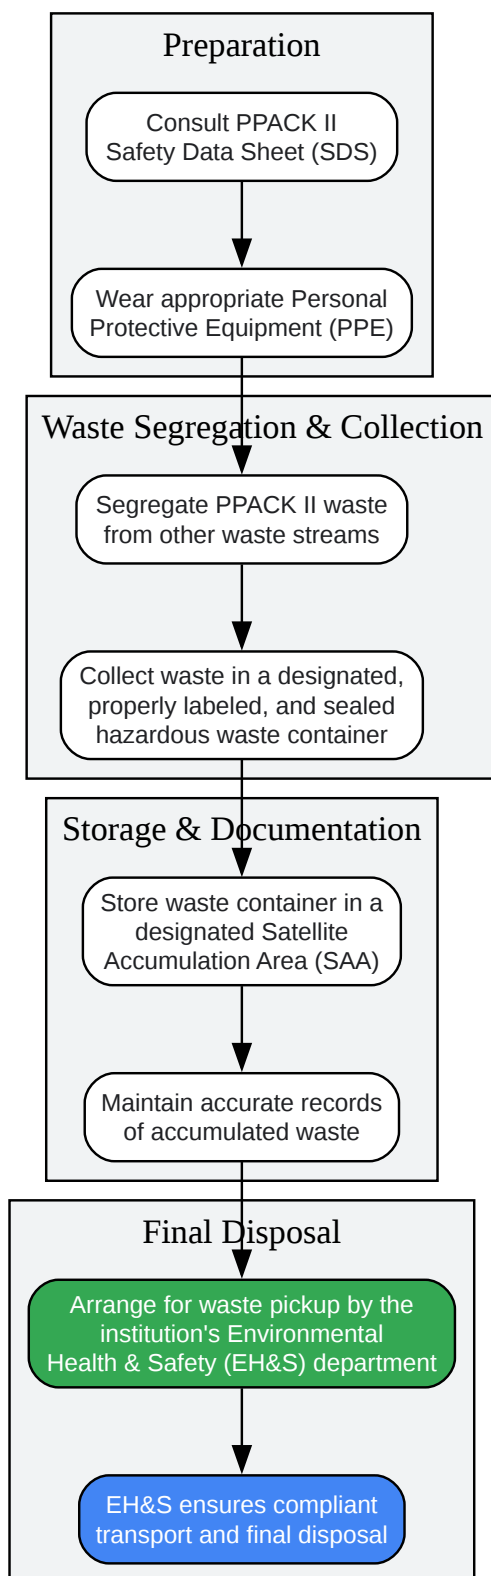 Preparation
Consult PPACK II
Safety Data Sheet (SDS)
Wear appropriate Personal
Protective Equipment (PPE)
Waste Segregation & Collection
Segregate PPACK II waste
from other waste streams
Collect waste in a designated,
properly labeled, and sealed
hazardous waste container
Storage & Documentation
Store waste container in a
designated Satellite
Accumulation Area (SAA)
Maintain accurate records
of accumulated waste
Final Disposal
Arrange for waste pickup by the
institution's Environmental
Health & Safety (EH&S) department
EH&S ensures compliant
transport and final disposal